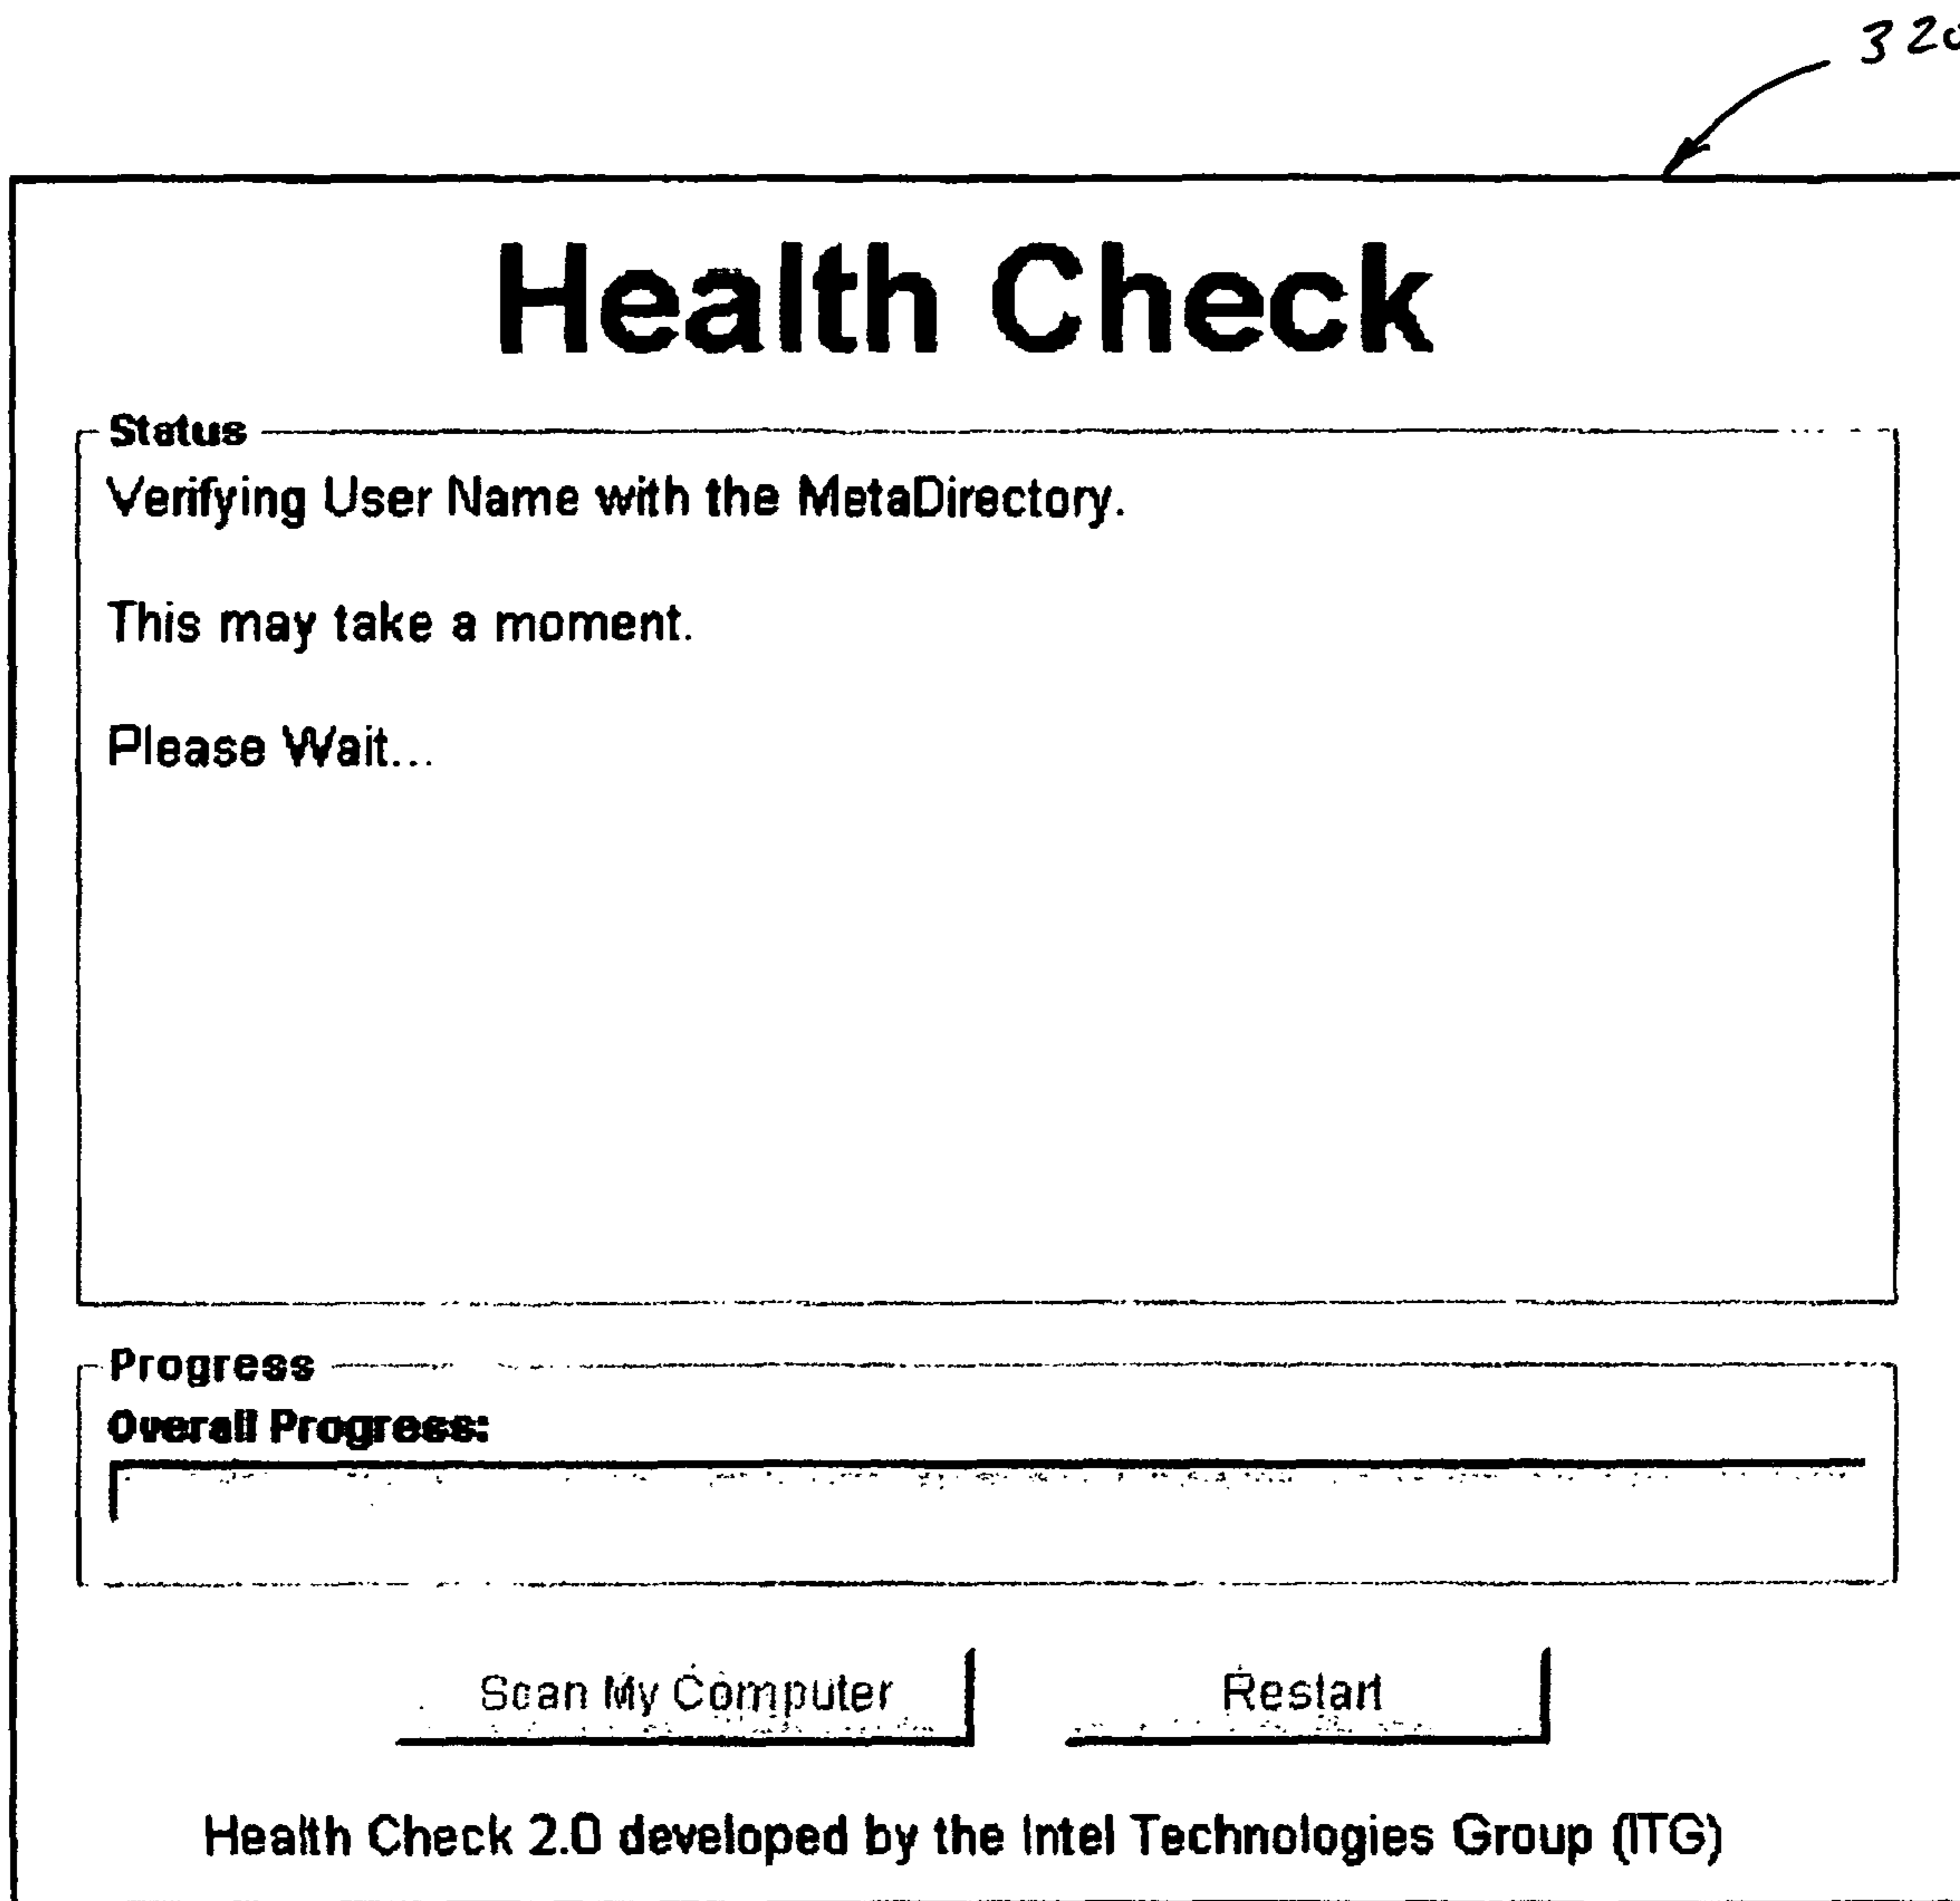 Health Check
Status
Verifying User Name with the MetaDirectory.
This may take a moment.
Please Wait...
Progress
Overall Progress:
Scan My Computer
Restart
Health Check 2.0 developed by the Intel Technologies Group (ITG)